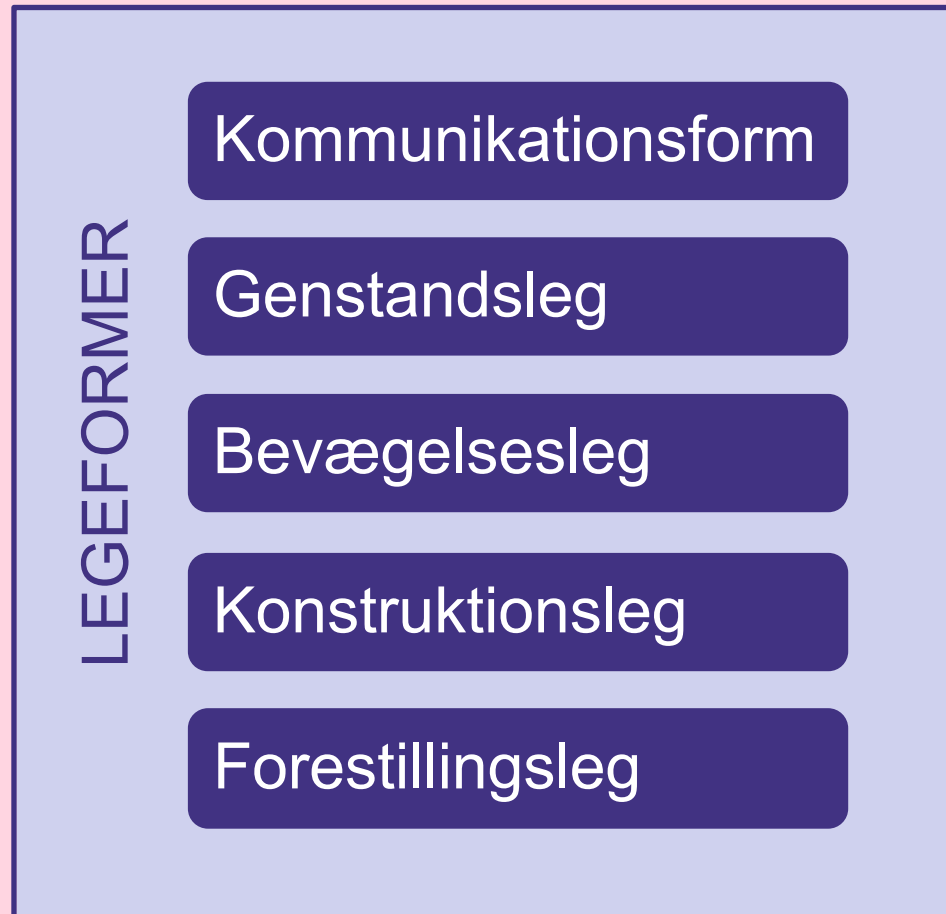 LEGEFORMER
Kommunikationsform
Genstandsleg
Bevægelsesleg
Konstruktionsleg
Forestillingsleg